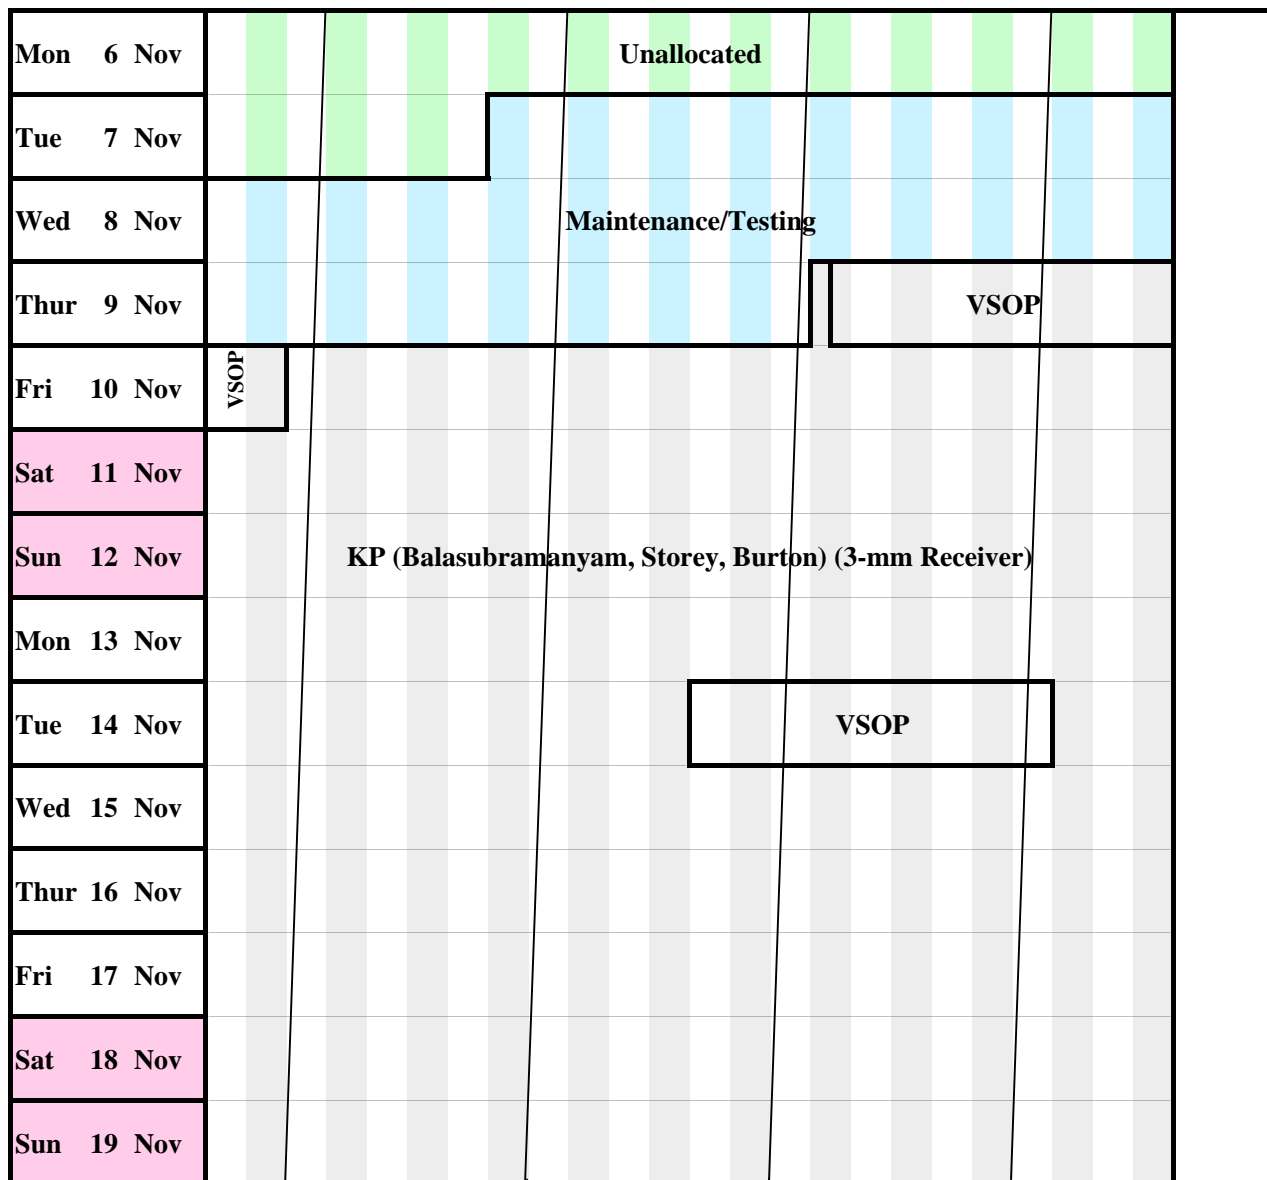 Mon 6 Nov Unallocated
Tue 7 Nov
Wed 8 Nov Maintenance/Testing
Thur 9 Nov VSOP
Fri 10 Nov VSOP
Sat 11 Nov
Sun 12 Nov KP (Balasubramanyam, Storey, Burton) (3-mm Receiver)
Mon 13 Nov
Tue 14 Nov VSOP
Wed 15 Nov
Thur 16 Nov
Fri 17 Nov
Sat 18 Nov
Sun 19 Nov